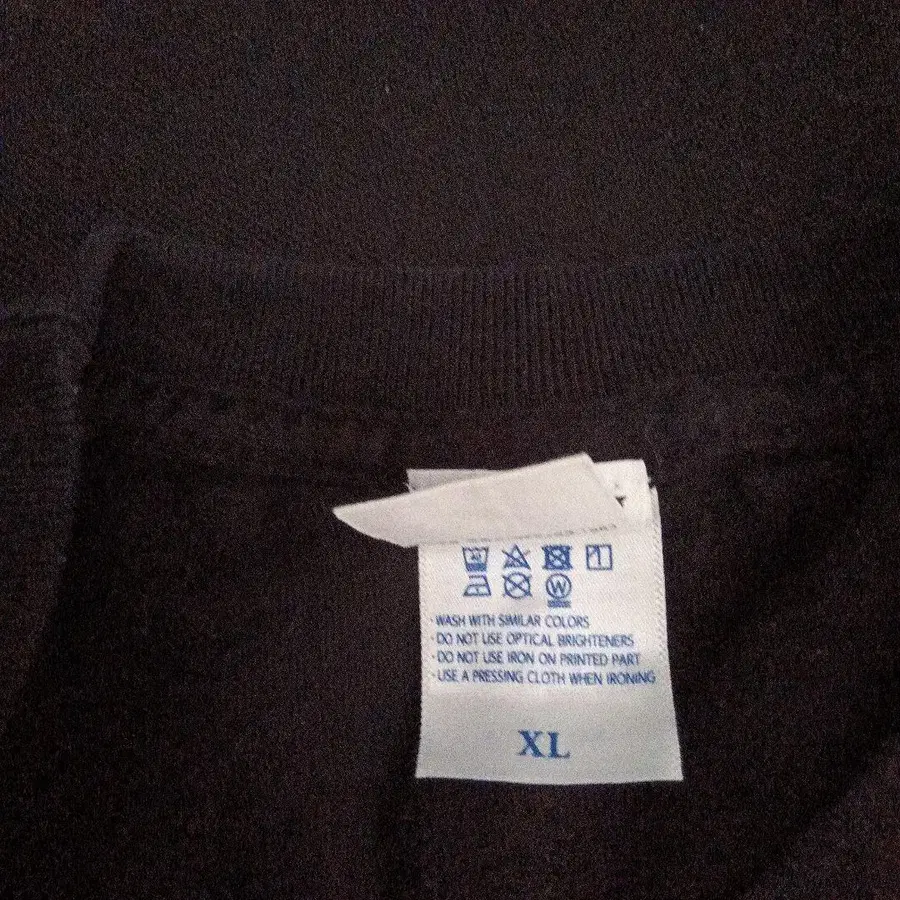 · WASH WITH SIMILAR COLORS
· DO NOT USE OPTICAL BRIGHTENERS
· DO NOT USE IRON ON PRINTED PART
· USE A PRESSING CLOTH WHEN IRONING
XL